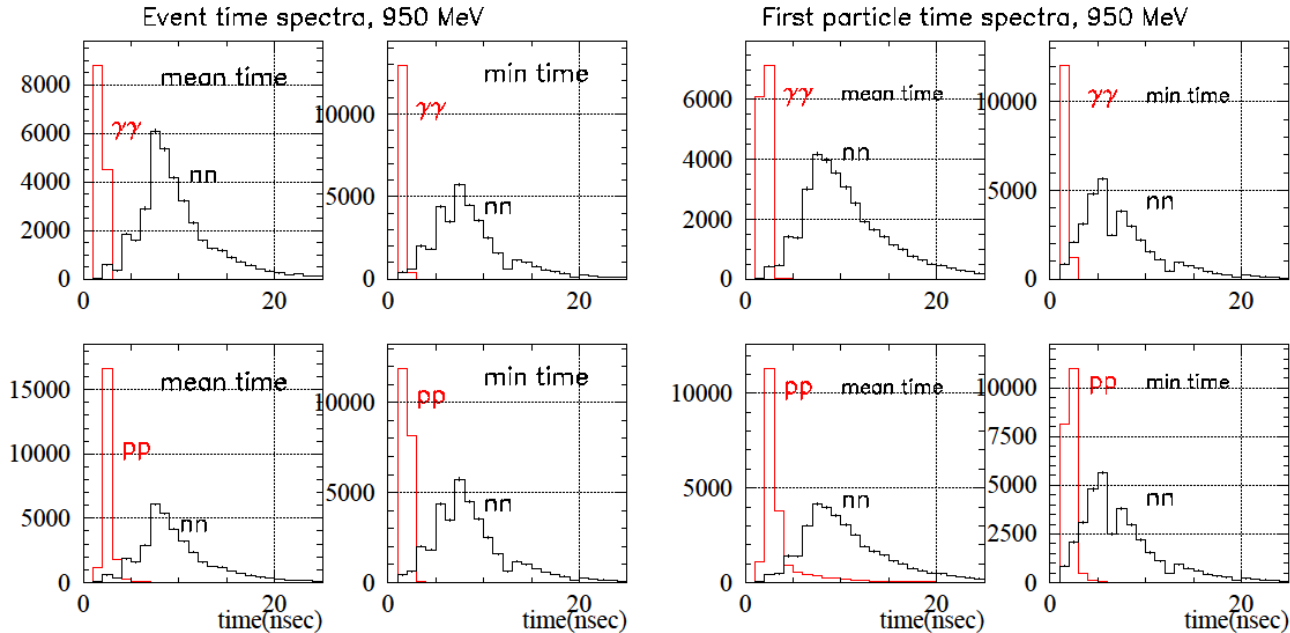 Event time spectra, 950 MeV
First particle time spectra, 950 MeV
8000
6000
4000
2000
0
mean time
γγ
nn
0
20
10000
5000
0
min time
γγ
nn
0
20
6000
4000
2000
0
γγ
mean time
nn
0
20
10000
5000
0
γγ
min time
nn
0
20
15000
10000
5000
0
mean time
pp
nn
0
20
time(nsec)
10000
5000
0
min time
pp
nn
0
20
time(nsec)
10000
5000
0
pp
mean time
nn
0
20
time(nsec)
10000
7500
5000
2500
0
pp
min time
nn
0
20
time(nsec)